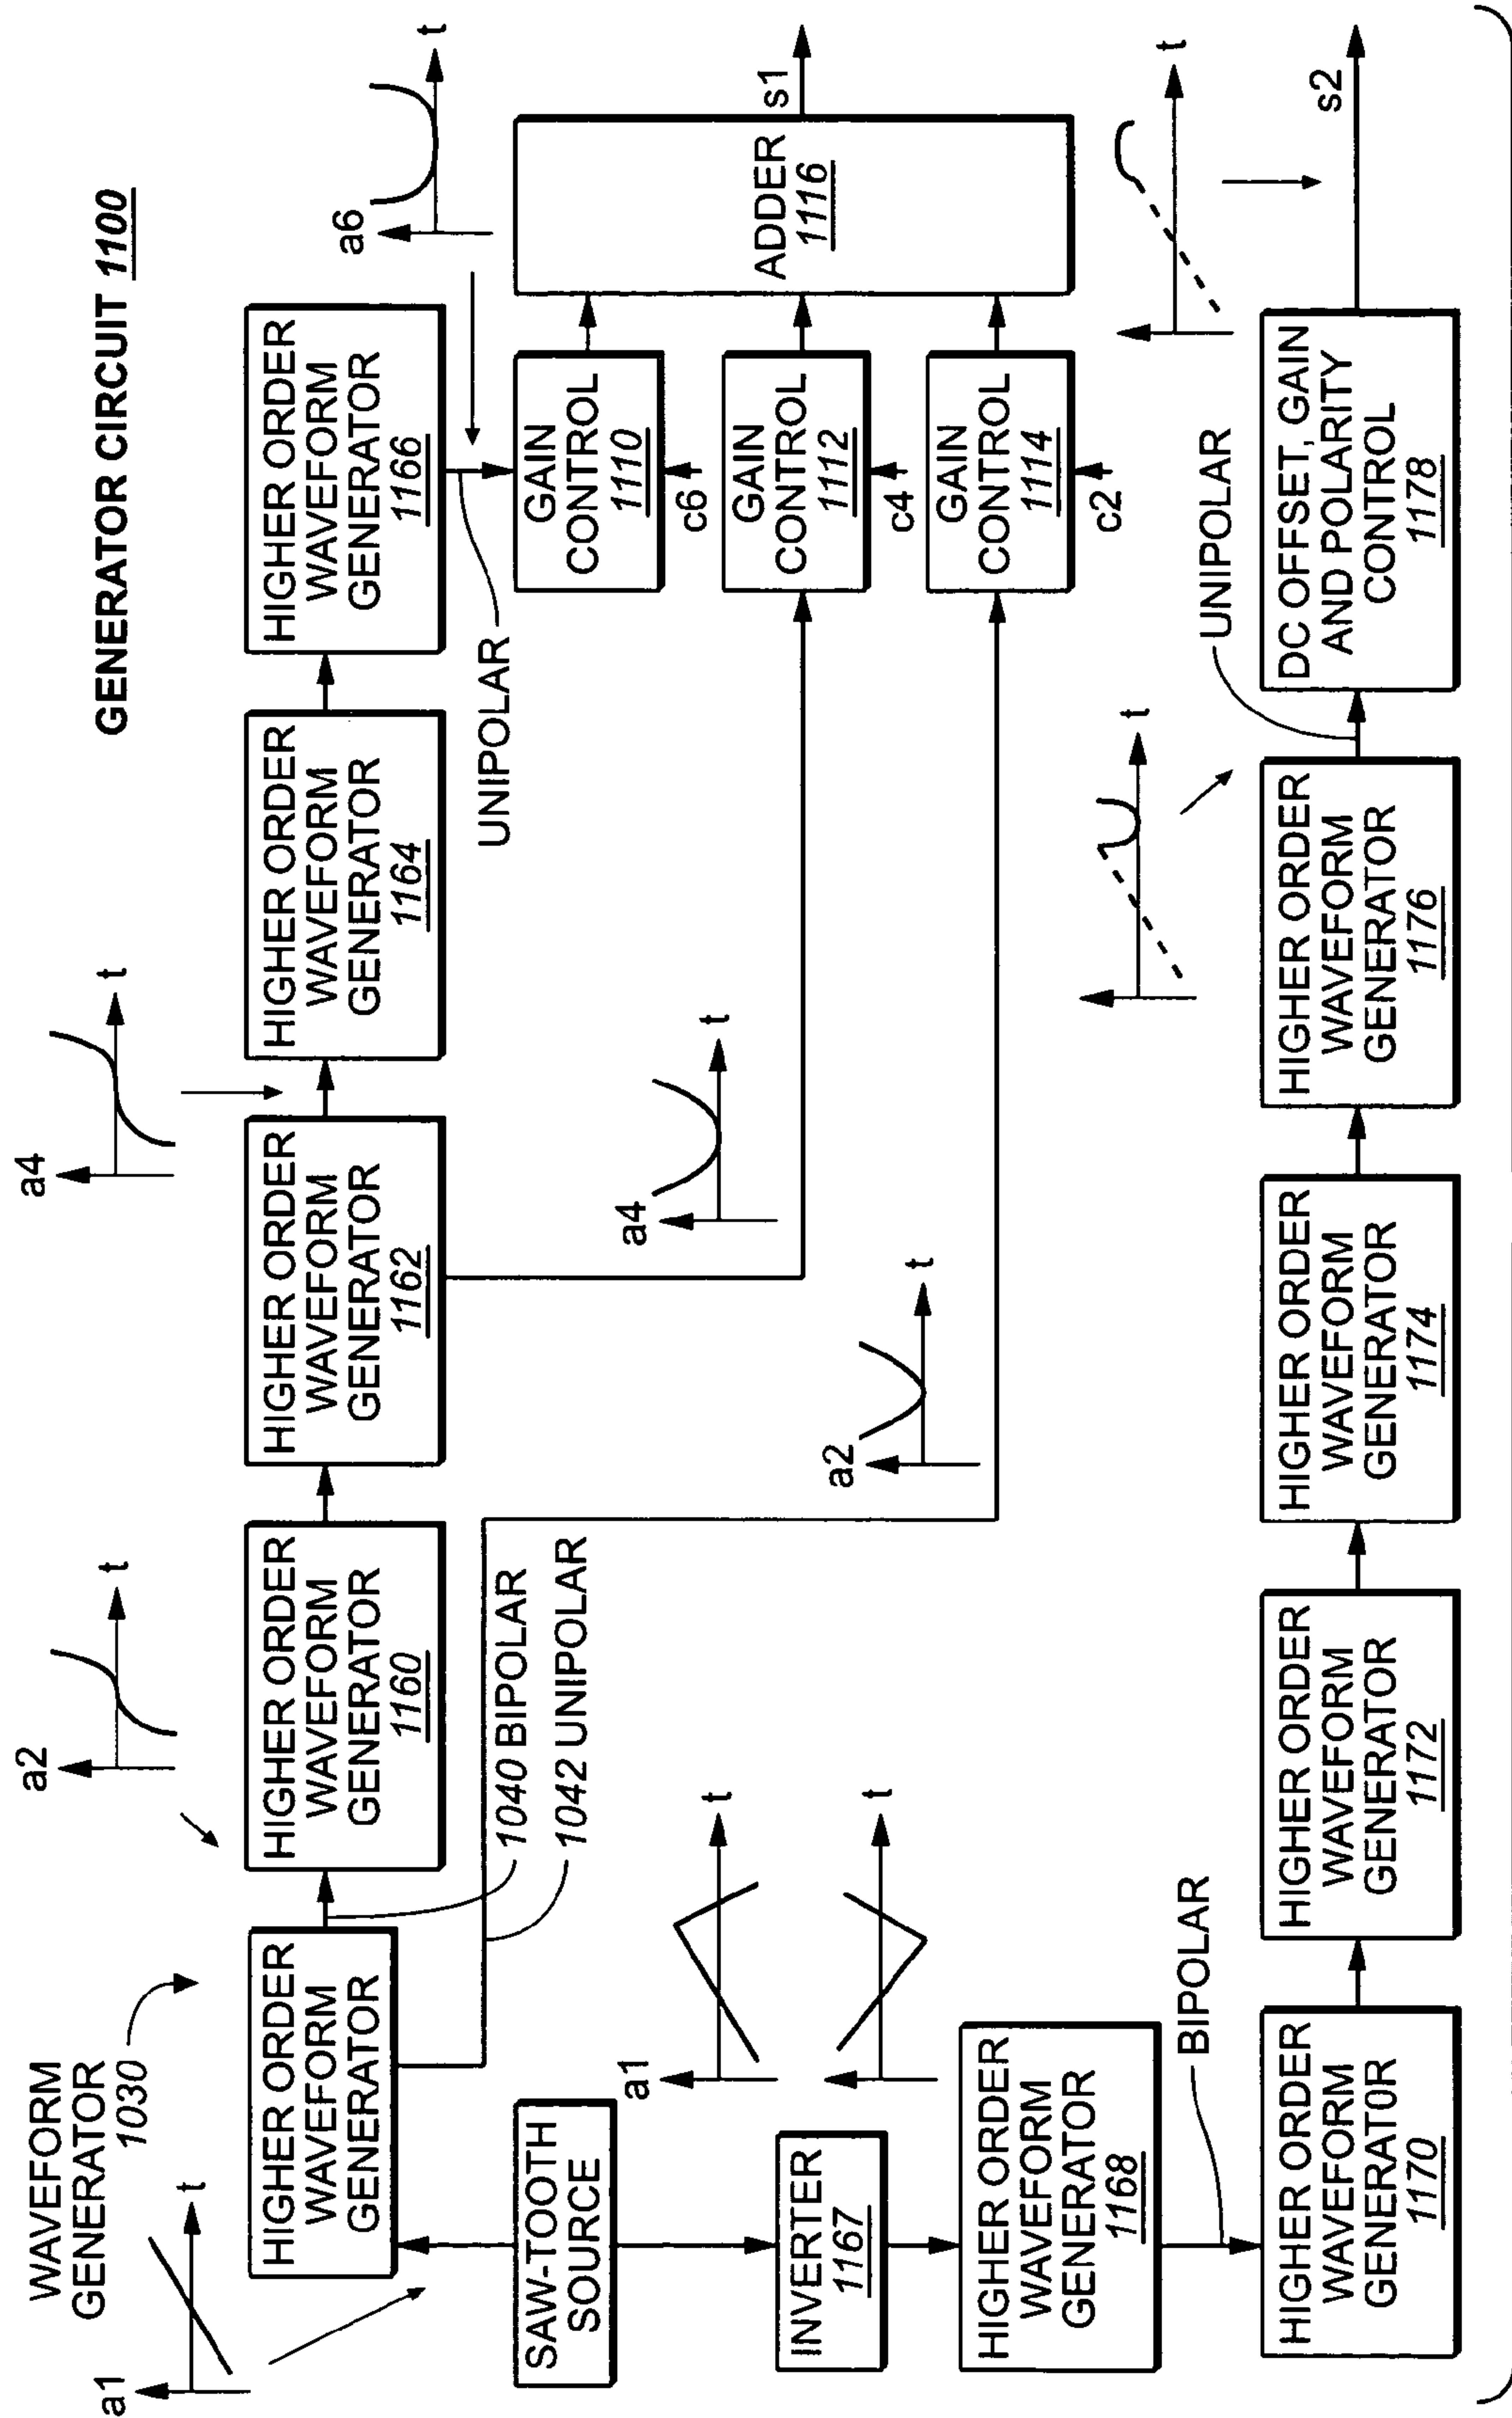 GENERATOR CIRCUIT 1100
WAVEFORM
GENERATOR
1030
a1
t
a2
t
a4
t
a6
t
HIGHER ORDER
WAVEFORM
GENERATOR
HIGHER ORDER
WAVEFORM
GENERATOR
1160
HIGHER ORDER
WAVEFORM
GENERATOR
1162
HIGHER ORDER
WAVEFORM
GENERATOR
1164
HIGHER ORDER
WAVEFORM
GENERATOR
1166
1040 BIPOLAR
1042 UNIPOLAR
UNIPOLAR
SAW-TOOTH
SOURCE
GAIN
CONTROL
1110
c6
a4
t
GAIN
CONTROL
1112
c4
a2
t
GAIN
CONTROL
1114
c2
ADDER
1116
s1
a1
t
t
INVERTER
1167
HIGHER ORDER
WAVEFORM
GENERATOR
1168
BIPOLAR
t
UNIPOLAR
t
HIGHER ORDER
WAVEFORM
GENERATOR
1170
HIGHER ORDER
WAVEFORM
GENERATOR
1172
HIGHER ORDER
WAVEFORM
GENERATOR
1174
HIGHER ORDER
WAVEFORM
GENERATOR
1176
DC OFFSET, GAIN
AND POLARITY
CONTROL
1178
s2